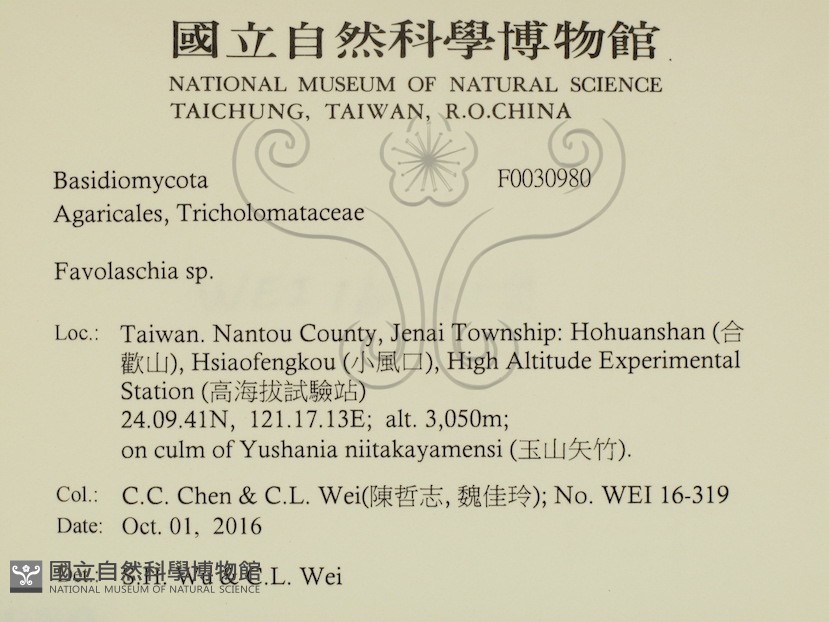 國立自然科學博物館
NATIONAL MUSEUM OF NATURAL SCIENCE
TAICHUNG, TAIWAN, R.O.CHINA
Basidiomycota F0030980
Agaricales, Tricholomataceae
Favolaschia sp.
Loc.: Taiwan. Nantou County, Jenai Township: Hohuanshan (合
歡山), Hsiaofengkou (小風口), High Altitude Experimental
Station (高海拔試驗站)
24.09.41N, 121.17.13E; alt. 3,050m;
on culm of Yushania niitakayamensi (玉山矢竹).
Col.: C.C. Chen & C.L. Wei(陳哲志, 魏佳玲); No. WEI 16-319
Date: Oct. 01, 2016
Det.: S.H. Wu & C.L. Wei
國立自然科學博物館
NATIONAL MUSEUM OF NATURAL SCIENCE